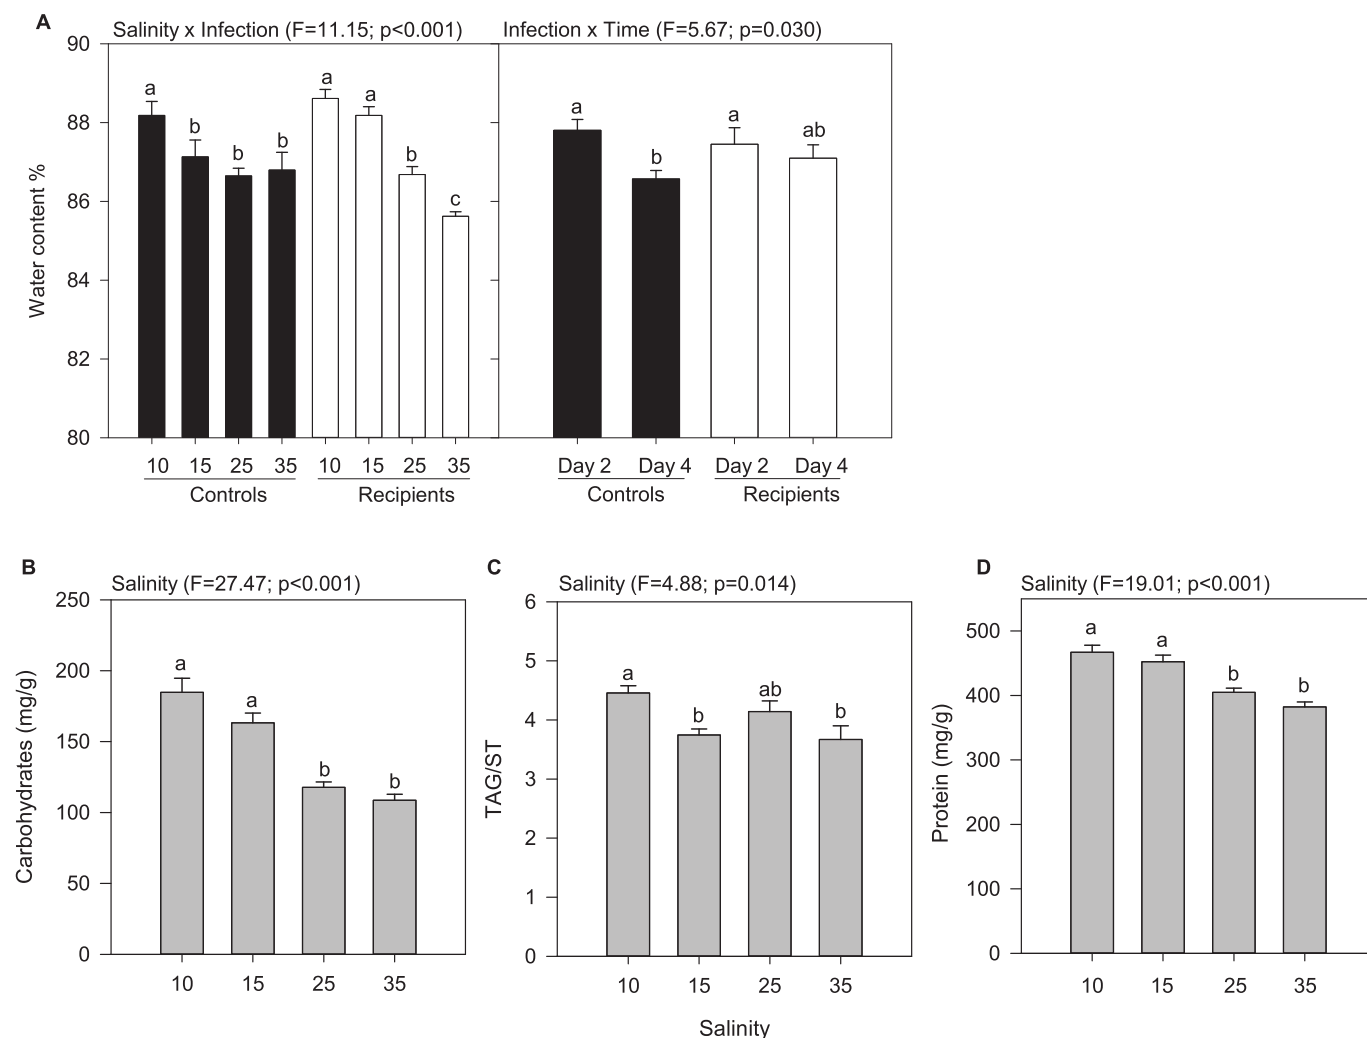 A
Salinity x Infection (F=11.15; p<0.001)
Infection x Time (F=5.67; p=0.030)
90
88
86
84
82
80
Water content %
a
b
b
b
a
a
b
c
a
b
a
ab
10 15 25 35 10 15 25 35
Controls Recipients
Day 2 Day 4 Day 2 Day 4
Controls Recipients
B
Salinity (F=27.47; p<0.001)
250
200
150
100
50
0
Carbohydrates (mg/g)
a
a
b
b
10 15 25 35
C
Salinity (F=4.88; p=0.014)
6
5
4
3
2
1
0
TAG/ST
a
b
ab
b
10 15 25 35
Salinity
D
Salinity (F=19.01; p<0.001)
500
400
300
200
100
0
Protein (mg/g)
a
a
b
b
10 15 25 35